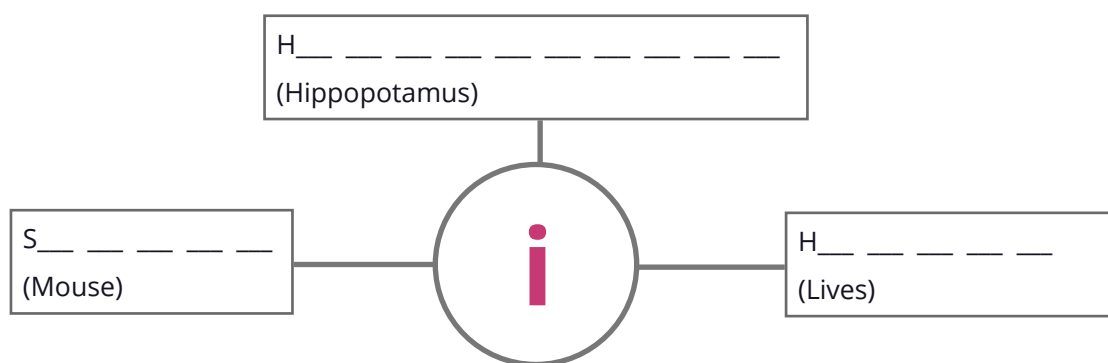 H___ ___ ___ ___ ___ ___ ___ ___ ___ ___
(Hippopotamus)
S___ ___ ___ ___ ___
(Mouse)
i
H___ ___ ___ ___ ___
(Lives)